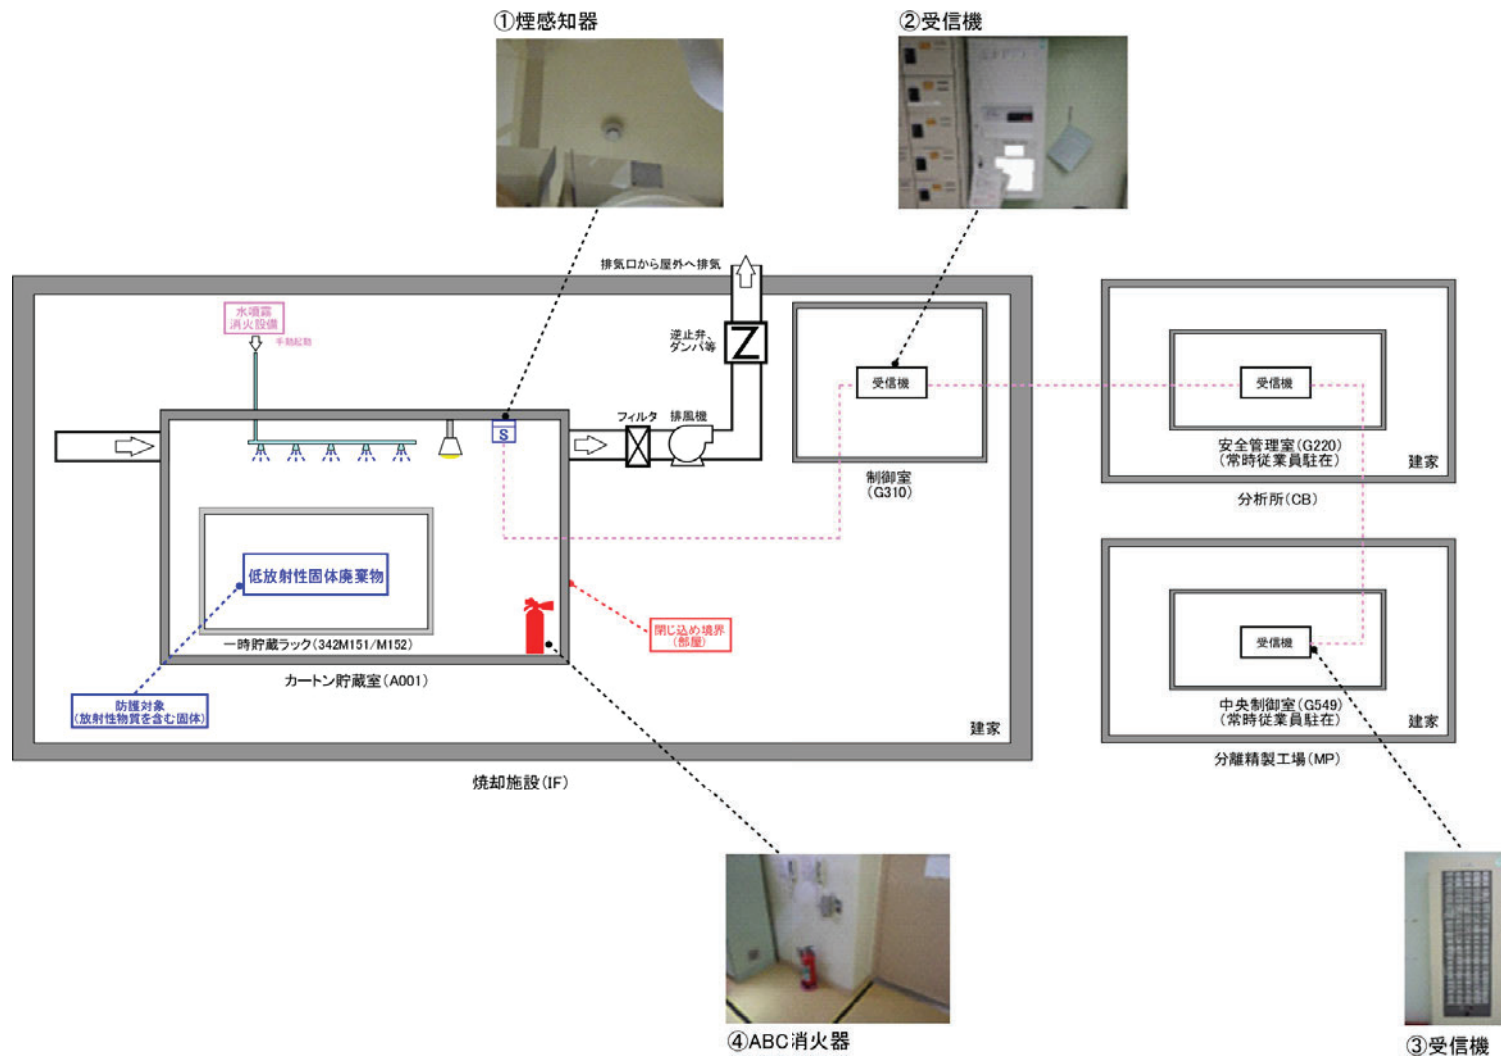 ①煙感知器
②受信機
排気口から屋外へ排気
水噴霧
消火設備
手動起動
逆止弁、
ダンパ等
フィルタ
排風機
S
受信機
制御室
(G310)
受信機
安全管理室(G220)
(常時従業員駐在)
建家
分析所(CB)
低放射性固体廃棄物
一時貯蔵ラック(342M151/M152)
カートン貯蔵室(A001)
閉じ込め境界
(部屋)
防護対象
(放射性物質を含む固体)
建家
焼却施設(IF)
受信機
中央制御室(G549)
(常時従業員駐在)
建家
分離精製工場(MP)
④ABC消火器
③受信機